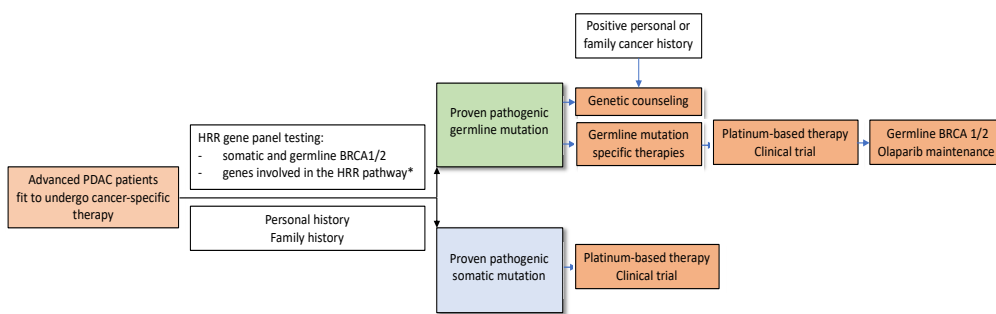 Positive personal or
family cancer history
Proven pathogenic
germline mutation
Genetic counseling
Germline mutation
specific therapies
Platinum-based therapy
Clinical trial
Germline BRCA 1/2
Olaparib maintenance
HRR gene panel testing:
- somatic and germline BRCA1/2
- genes involved in the HRR pathway*
Advanced PDAC patients
fit to undergo cancer-specific
therapy
Personal history
Family history
Proven pathogenic
somatic mutation
Platinum-based therapy
Clinical trial